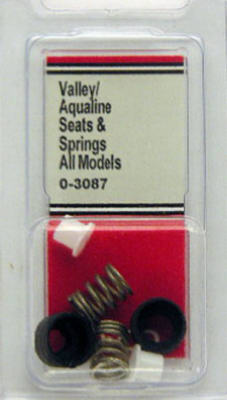 Valley/
Aqualine
Seats &
Springs
All Models
0-3087